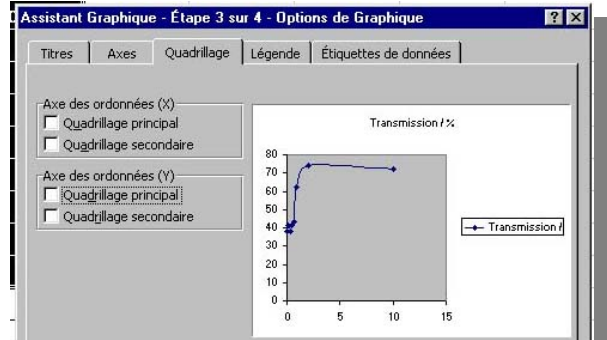 Assistant Graphique - Étape 3 sur 4 - Options de Graphique
Titres Axes Quadrillage Légende Étiquettes de données
Axe des ordonnées (X)
Quadrillage principal
Quadrillage secondaire
Axe des ordonnées (Y)
Quadrillage principal
Quadrillage secondaire
Transmission / %
80
70
60
50
40
30
20
10
0
0 5 10 15
Transmission /